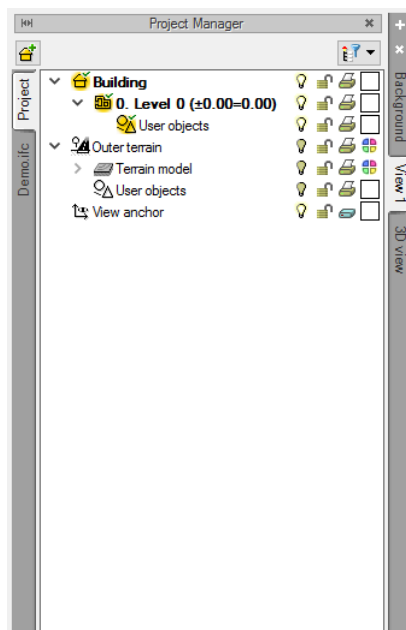 Project Manager
Project
Demo.ifc
Building
0. Level 0 (±0.00=0.00)
User objects
Outer terrain
Terrain model
User objects
View anchor
Background
View 1
3D view